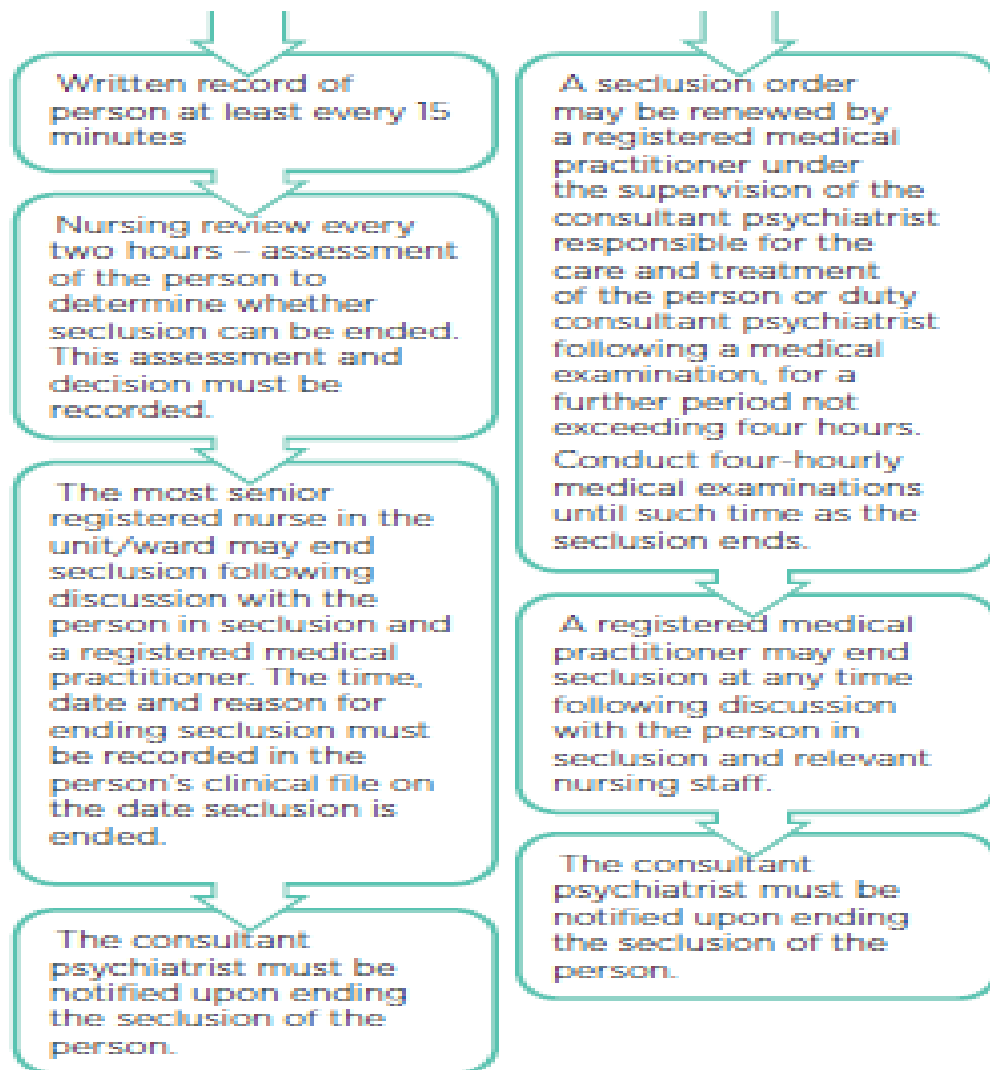 Written record of
person at least every 15
minutes
Nursing review every
two hours – assessment
of the person to
determine whether
seclusion can be ended.
This assessment and
decision must be
recorded.
The most senior
registered nurse in the
unit/ward may end
seclusion following
discussion with the
person in seclusion and
a registered medical
practitioner. The time,
date and reason for
ending seclusion must
be recorded in the
person's clinical file on
the date seclusion is
ended.
The consultant
psychiatrist must be
notified upon ending
the seclusion of the
person.
A seclusion order
may be renewed by
a registered medical
practitioner under
the supervision of the
consultant psychiatrist
responsible for the
care and treatment
of the person or duty
consultant psychiatrist
following a medical
examination, for a
further period not
exceeding four hours.
Conduct four-hourly
medical examinations
until such time as the
seclusion ends.
A registered medical
practitioner may end
seclusion at any time
following discussion
with the person in
seclusion and relevant
nursing staff.
The consultant
psychiatrist must be
notified upon ending
the seclusion of the
person.